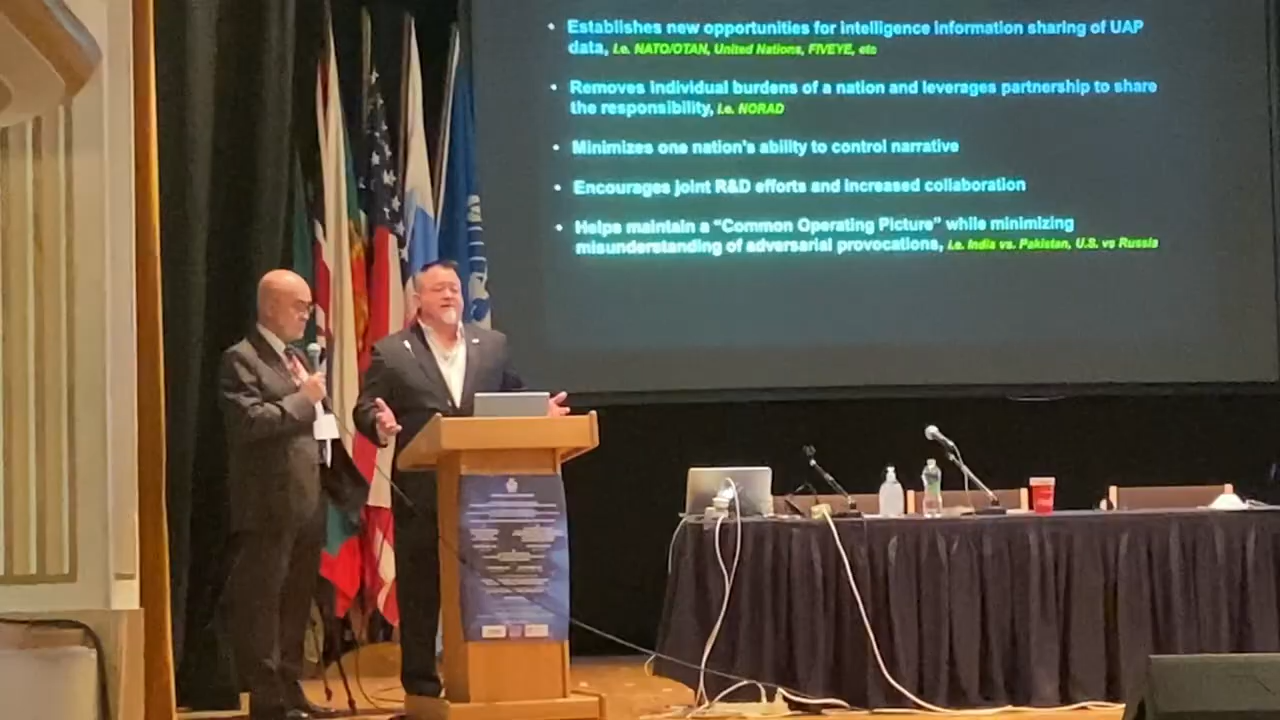 • Establishes new opportunities for intelligence information sharing of UAP
data, i.e. NATO/OTAN, United Nations, FIVEYE, etc
• Removes individual burdens of a nation and leverages partnership to share
the responsibility, i.e. NORAD
• Minimizes one nation's ability to control narrative
• Encourages joint R&D efforts and increased collaboration
• Helps maintain a “Common Operating Picture” while minimizing
misunderstanding of adversarial provocations, i.e. India vs. Pakistan, U.S. vs Russia